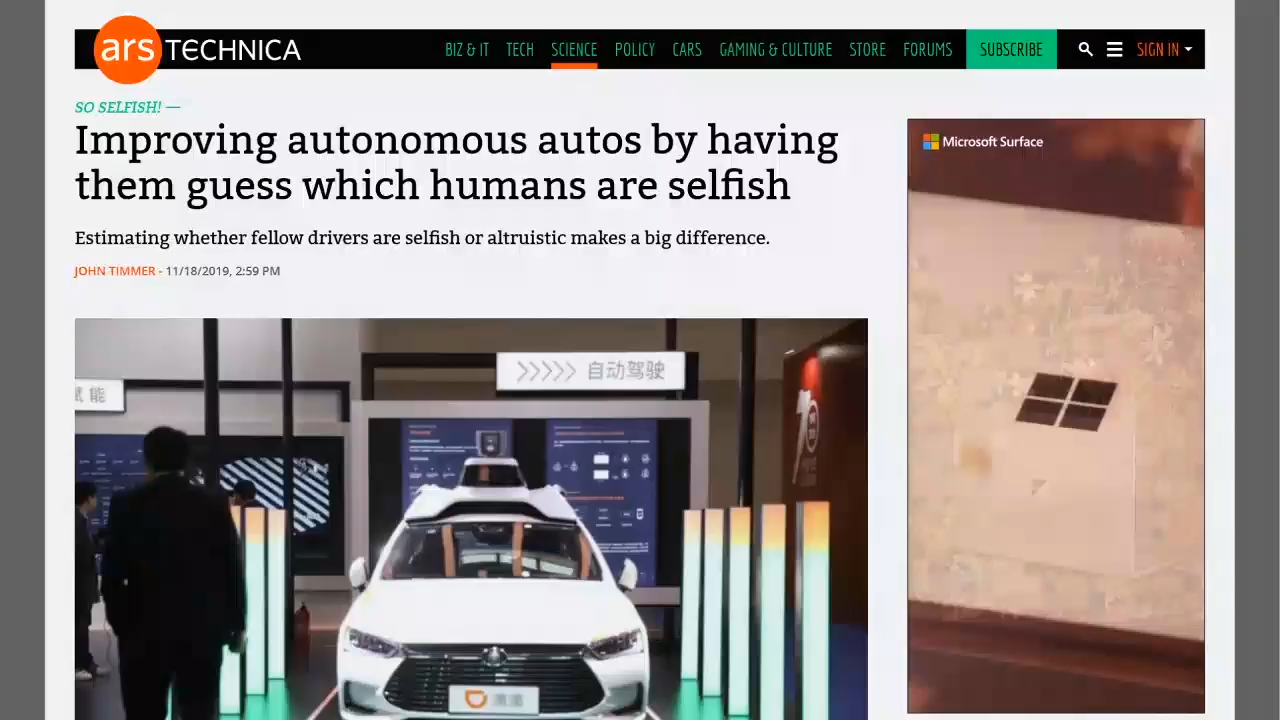 ars TECHNICA
BIZ & IT TECH SCIENCE POLICY CARS GAMING & CULTURE STORE FORUMS SUBSCRIBE SIGN IN
SO SELFISH! —
Improving autonomous autos by having
them guess which humans are selfish
Estimating whether fellow drivers are selfish or altruistic makes a big difference.
JOHN TIMMER - 11/18/2019, 2:59 PM
Microsoft Surface
>>>>> 自动驾驶
能
70